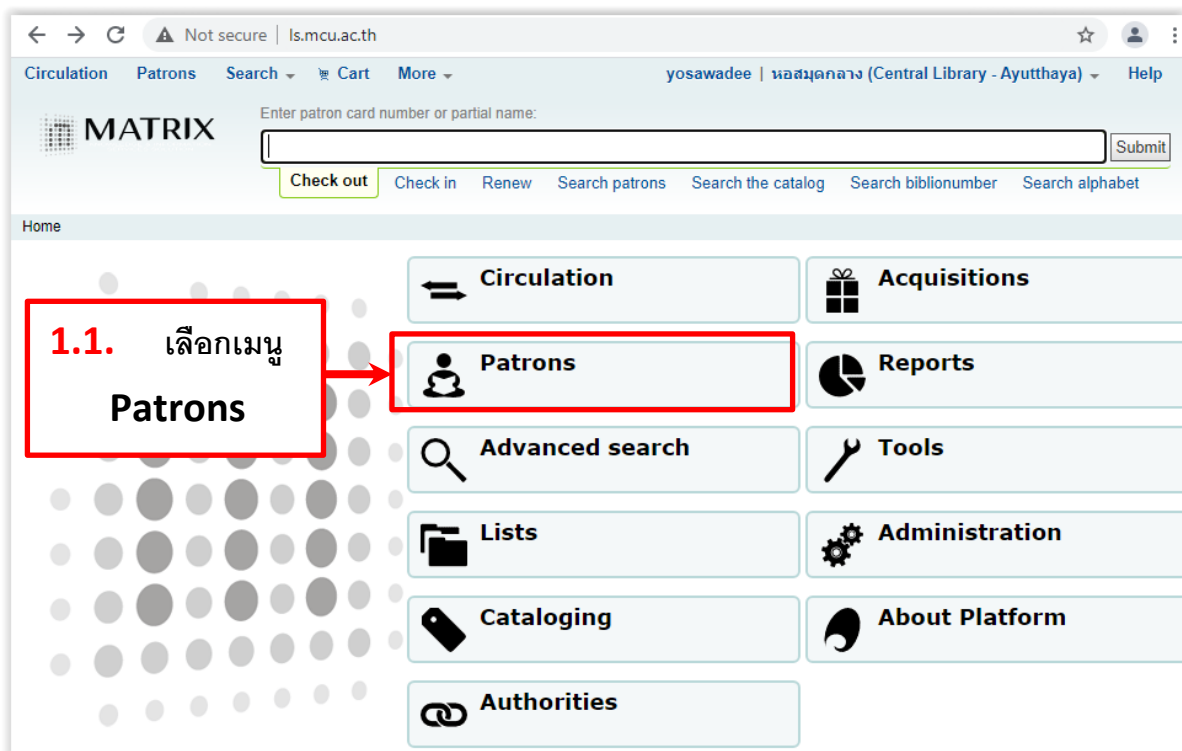 Not secure | ls.mcu.ac.th
Circulation Patrons Search Cart More yosawadee | หอสมุดกลาง (Central Library - Ayutthaya) Help
MATRIX
Enter patron card number or partial name:
Submit
Check out Check in Renew Search patrons Search the catalog Search biblionumber Search alphabet
Home
Circulation Acquisitions
1.1. เลือกเมนู
Patrons
Patrons Reports
Advanced search Tools
Lists Administration
Cataloging About Platform
Authorities